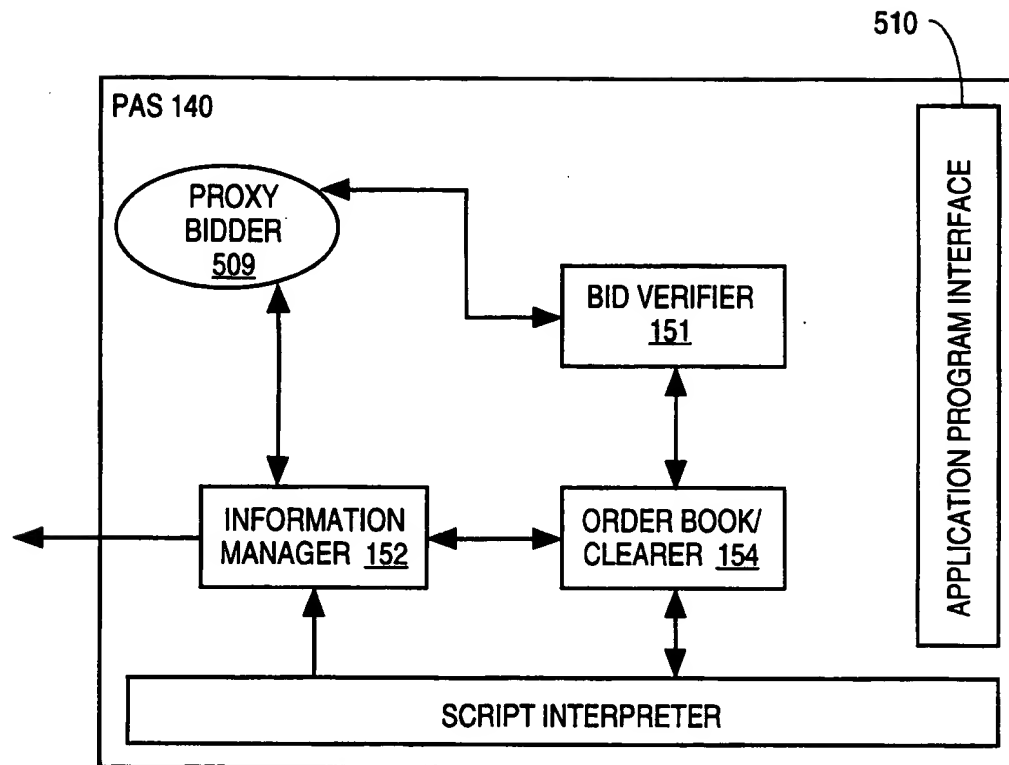 510
PAS 140
PROXY
BIDDER
509
BID VERIFIER
151
APPLICATION PROGRAM INTERFACE
INFORMATION
MANAGER 152
ORDER BOOK/
CLEARER 154
SCRIPT INTERPRETER